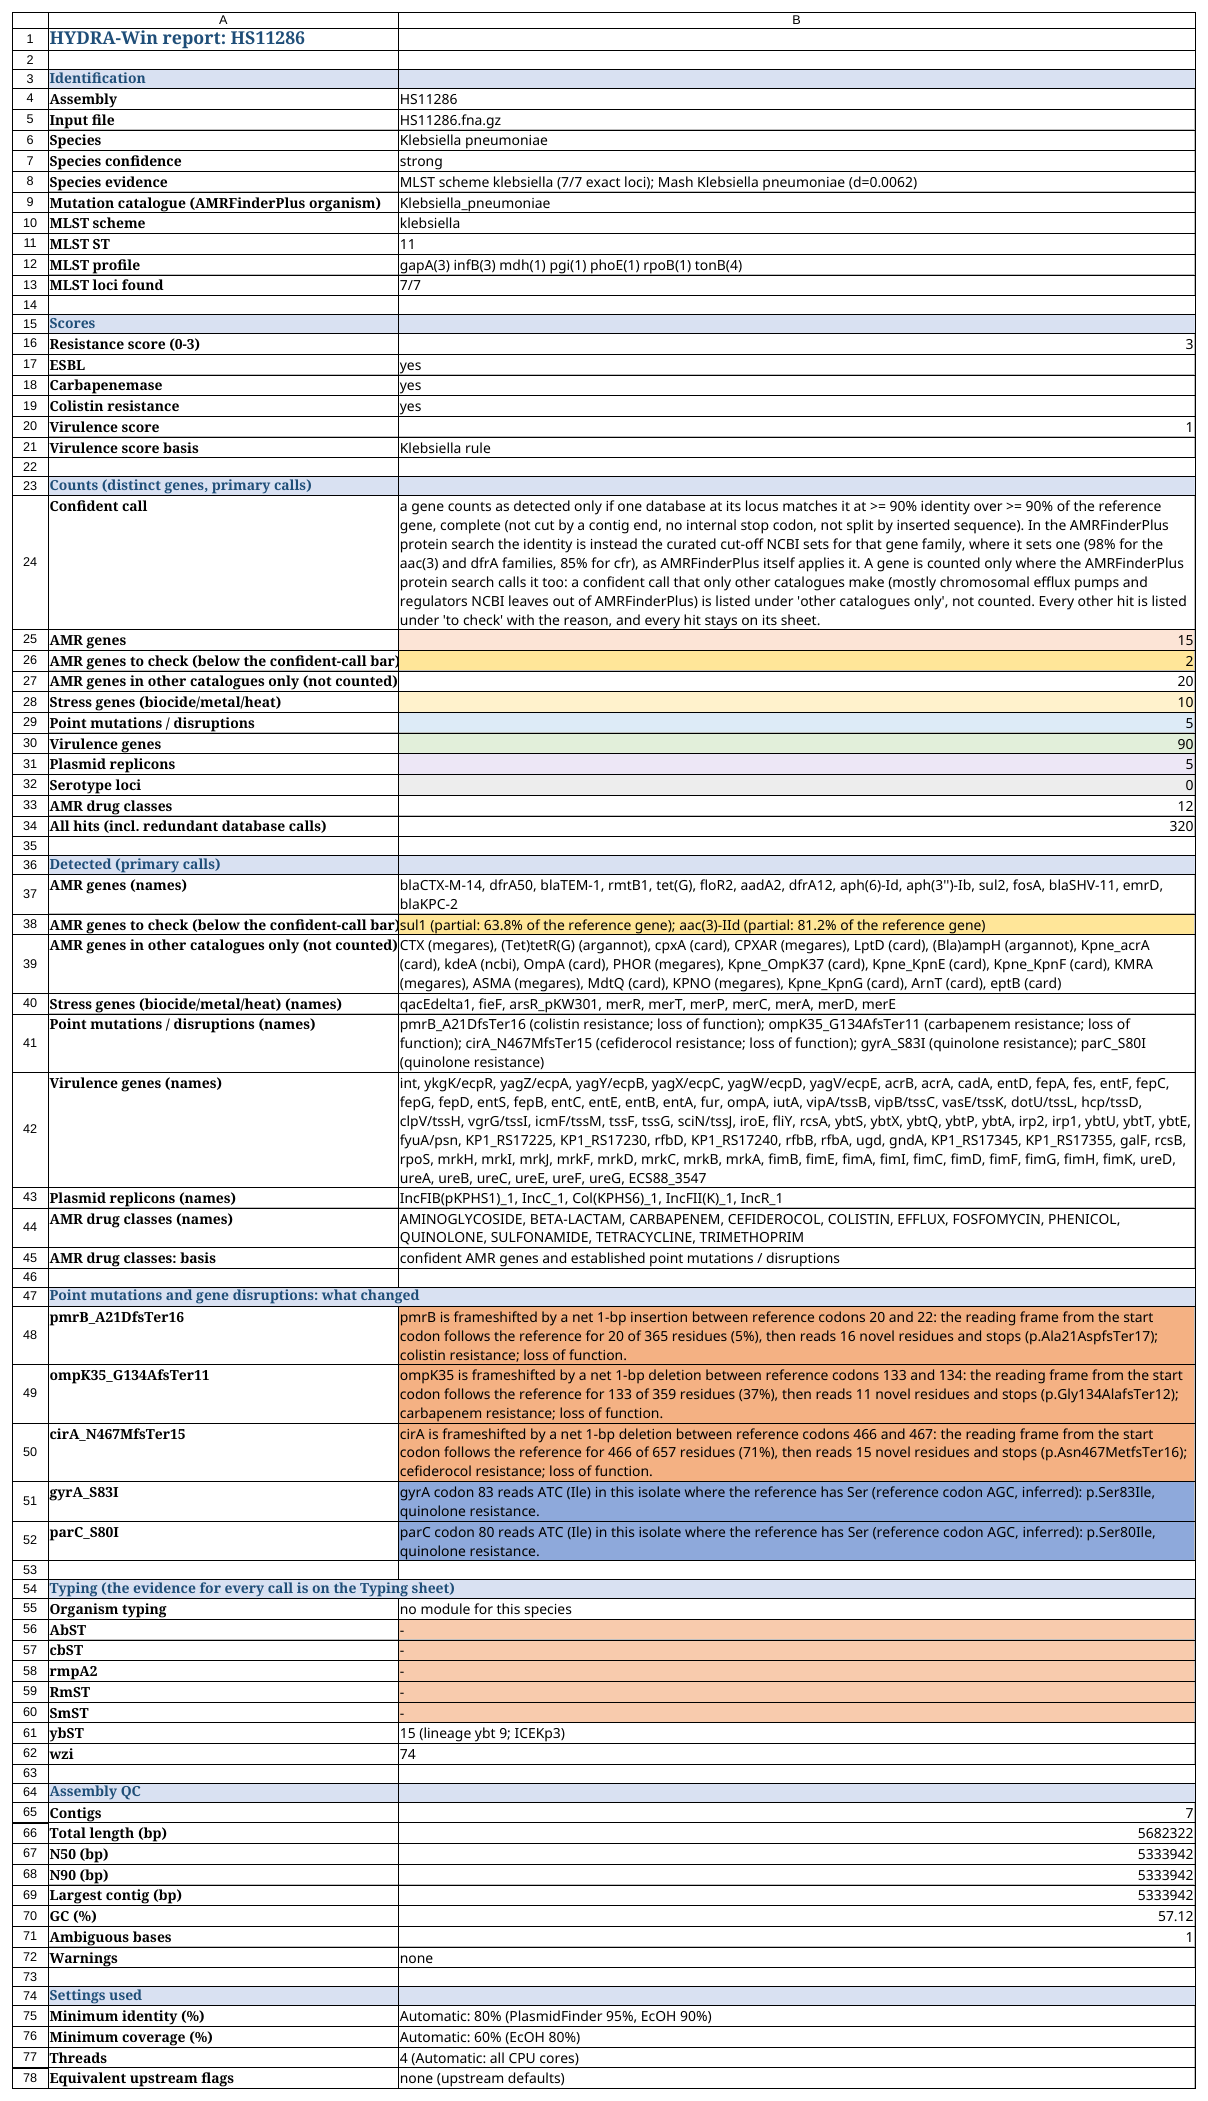 A B
1 HYDRA-Win report: HS11286
2
3 Identification
4 Assembly HS11286
5 Input file HS11286.fna.gz
6 Species Klebsiella pneumoniae
7 Species confidence strong
8 Species evidence MLST scheme klebsiella (7/7 exact loci); Mash Klebsiella pneumoniae (d=0.0062)
9 Mutation catalogue (AMRFinderPlus organism) Klebsiella_pneumoniae
10 MLST scheme klebsiella
11 MLST ST 11
12 MLST profile gapA(3) infB(3) mdh(1) pgi(1) phoE(1) rpoB(1) tonB(4)
13 MLST loci found 7/7
14
15 Scores
16 Resistance score (0-3) 3
17 ESBL yes
18 Carbapenemase yes
19 Colistin resistance yes
20 Virulence score 1
21 Virulence score basis Klebsiella rule
22
23 Counts (distinct genes, primary calls)
24 Confident call a gene counts as detected only if one database at its locus matches it at >= 90% identity over >= 90% of the reference
gene, complete (not cut by a contig end, no internal stop codon, not split by inserted sequence). In the AMRFinderPlus
protein search the identity is instead the curated cut-off NCBI sets for that gene family, where it sets one (98% for the
aac(3) and dfrA families, 85% for cfr), as AMRFinderPlus itself applies it. A gene is counted only where the AMRFinderPlus
protein search calls it too: a confident call that only other catalogues make (mostly chromosomal efflux pumps and
regulators NCBI leaves out of AMRFinderPlus) is listed under 'other catalogues only', not counted. Every other hit is listed
under 'to check' with the reason, and every hit stays on its sheet.
25 AMR genes 15
26 AMR genes to check (below the confident-call bar) 2
27 AMR genes in other catalogues only (not counted) 20
28 Stress genes (biocide/metal/heat) 10
29 Point mutations / disruptions 5
30 Virulence genes 90
31 Plasmid replicons 5
32 Serotype loci 0
33 AMR drug classes 12
34 All hits (incl. redundant database calls) 320
35
36 Detected (primary calls)
37 AMR genes (names) blaCTX-M-14, dfrA50, blaTEM-1, rmtB1, tet(G), floR2, aadA2, dfrA12, aph(6)-Id, aph(3'')-Ib, sul2, fosA, blaSHV-11, emrD,
blaKPC-2
38 AMR genes to check (below the confident-call bar) sul1 (partial: 63.8% of the reference gene); aac(3)-IId (partial: 81.2% of the reference gene)
39 AMR genes in other catalogues only (not counted) CTX (megares), (Tet)tetR(G) (argannot), cpxA (card), CPXAR (megares), LptD (card), (Bla)ampH (argannot), Kpne_acrA
(card), kdeA (ncbi), OmpA (card), PHOR (megares), Kpne_OmpK37 (card), Kpne_KpnE (card), Kpne_KpnF (card), KMRA
(megares), ASMA (megares), MdtQ (card), KPNO (megares), Kpne_KpnG (card), ArnT (card), eptB (card)
40 Stress genes (biocide/metal/heat) (names) qacEdelta1, fieF, arsR_pKW301, merR, merT, merP, merC, merA, merD, merE
41 Point mutations / disruptions (names) pmrB_A21DfsTer16 (colistin resistance; loss of function); ompK35_G134AfsTer11 (carbapenem resistance; loss of
function); cirA_N467MfsTer15 (cefiderocol resistance; loss of function); gyrA_S83I (quinolone resistance); parC_S80I
(quinolone resistance)
42 Virulence genes (names) int, ykgK/ecpR, yagZ/ecpA, yagY/ecpB, yagX/ecpC, yagW/ecpD, yagV/ecpE, acrB, acrA, cadA, entD, fepA, fes, entF, fepC,
fepG, fepD, entS, fepB, entC, entE, entB, entA, fur, ompA, iutA, vipA/tssB, vipB/tssC, vasE/tssK, dotU/tssL, hcp/tssD,
clpV/tssH, vgrG/tssI, icmF/tssM, tssF, tssG, sciN/tssJ, iroE, fliY, rcsA, ybtS, ybtX, ybtQ, ybtP, ybtA, irp2, irp1, ybtU, ybtT, ybtE,
fyuA/psn, KP1_RS17225, KP1_RS17230, rfbD, KP1_RS17240, rfbB, rfbA, ugd, gndA, KP1_RS17345, KP1_RS17355, galF, rcsB,
rpoS, mrkH, mrkI, mrkJ, mrkF, mrkD, mrkC, mrkB, mrkA, fimB, fimE, fimA, fimI, fimC, fimD, fimF, fimG, fimH, fimK, ureD,
ureA, ureB, ureC, ureE, ureF, ureG, ECS88_3547
43 Plasmid replicons (names) IncFIB(pKPHS1)_1, IncC_1, Col(KPHS6)_1, IncFII(K)_1, IncR_1
44 AMR drug classes (names) AMINOGLYCOSIDE, BETA-LACTAM, CARBAPENEM, CEFIDEROCOL, COLISTIN, EFFLUX, FOSFOMYCIN, PHENICOL,
QUINOLONE, SULFONAMIDE, TETRACYCLINE, TRIMETHOPRIM
45 AMR drug classes: basis confident AMR genes and established point mutations / disruptions
46
47 Point mutations and gene disruptions: what changed
48 pmrB_A21DfsTer16 pmrB is frameshifted by a net 1-bp insertion between reference codons 20 and 22: the reading frame from the start
codon follows the reference for 20 of 365 residues (5%), then reads 16 novel residues and stops (p.Ala21AspfsTer17);
colistin resistance; loss of function.
49 ompK35_G134AfsTer11 ompK35 is frameshifted by a net 1-bp deletion between reference codons 133 and 134: the reading frame from the start
codon follows the reference for 133 of 359 residues (37%), then reads 11 novel residues and stops (p.Gly134AlafsTer12);
carbapenem resistance; loss of function.
50 cirA_N467MfsTer15 cirA is frameshifted by a net 1-bp deletion between reference codons 466 and 467: the reading frame from the start
codon follows the reference for 466 of 657 residues (71%), then reads 15 novel residues and stops (p.Asn467MetfsTer16);
cefiderocol resistance; loss of function.
51 gyrA_S83I gyrA codon 83 reads ATC (Ile) in this isolate where the reference has Ser (reference codon AGC, inferred): p.Ser83Ile,
quinolone resistance.
52 parC_S80I parC codon 80 reads ATC (Ile) in this isolate where the reference has Ser (reference codon AGC, inferred): p.Ser80Ile,
quinolone resistance.
53
54 Typing (the evidence for every call is on the Typing sheet)
55 Organism typing no module for this species
56 AbST -
57 cbST -
58 rmpA2 -
59 RmST -
60 SmST -
61 ybST 15 (lineage ybt 9; ICEKp3)
62 wzi 74
63
64 Assembly QC
65 Contigs 7
66 Total length (bp) 5682322
67 N50 (bp) 5333942
68 N90 (bp) 5333942
69 Largest contig (bp) 5333942
70 GC (%) 57.12
71 Ambiguous bases 1
72 Warnings none
73
74 Settings used
75 Minimum identity (%) Automatic: 80% (PlasmidFinder 95%, EcOH 90%)
76 Minimum coverage (%) Automatic: 60% (EcOH 80%)
77 Threads 4 (Automatic: all CPU cores)
78 Equivalent upstream flags none (upstream defaults)